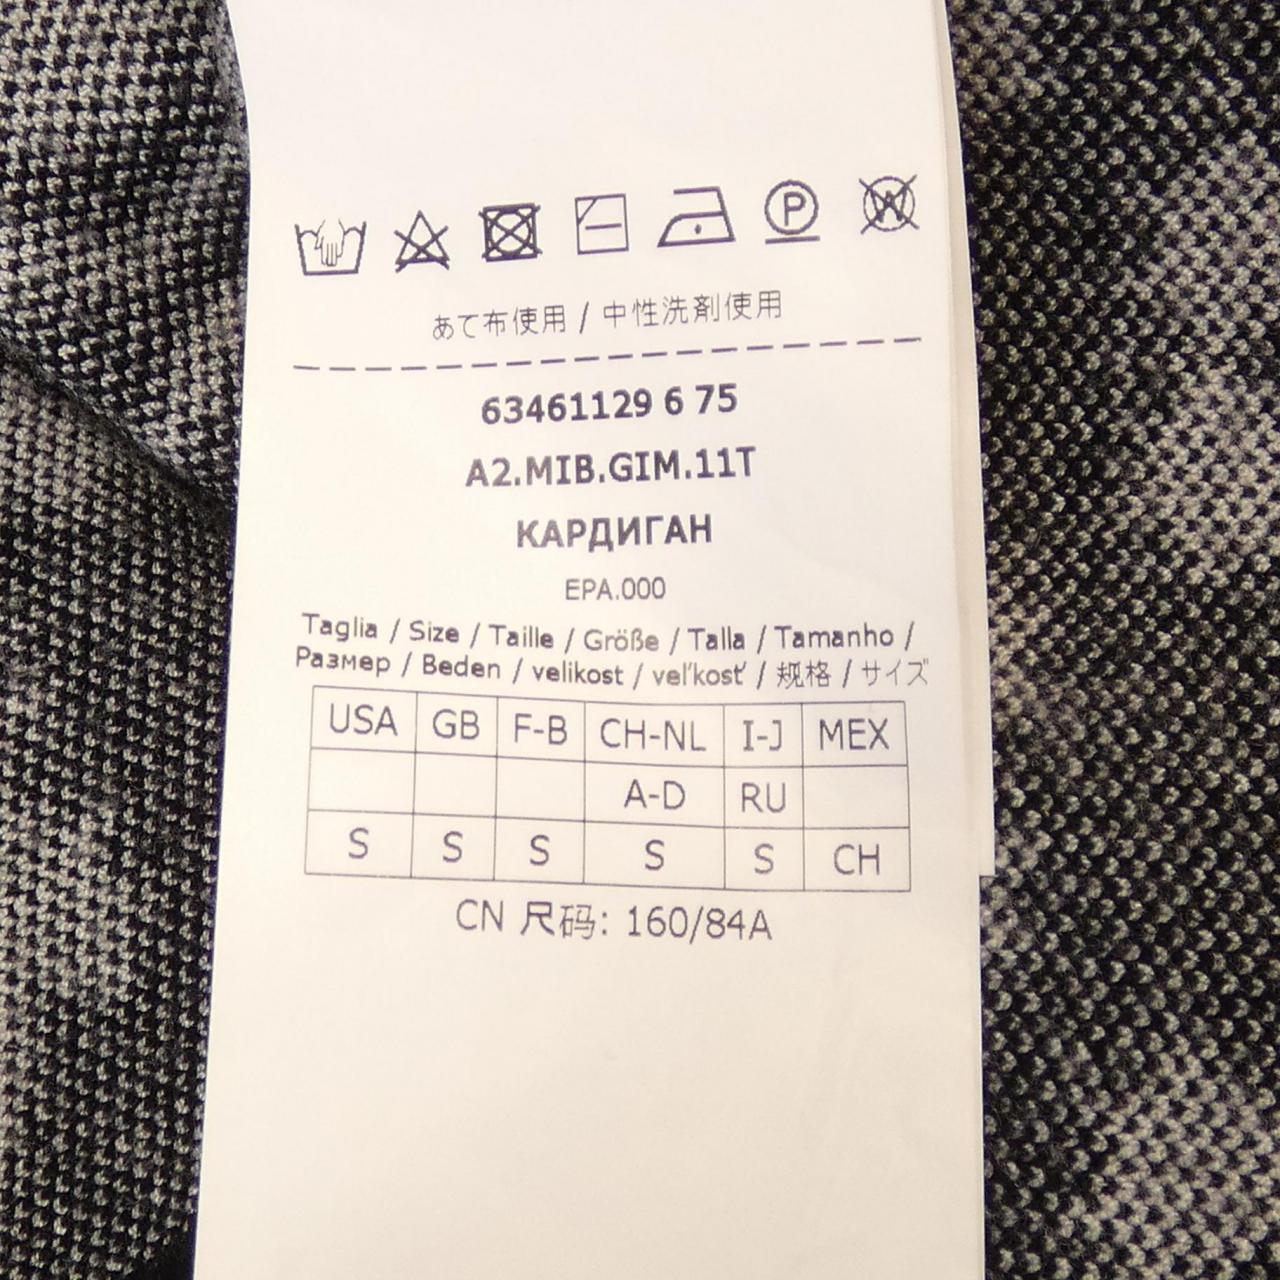 P W
あて布使用 / 中性洗剤使用
63461129 6 75
A2.MIB.GIM.11T
КАРДИГАН
EPA.000
Taglia / Size / Taille / Größe / Talla / Tamanho /
Размер / Beden / velikost / veľkosť / 规格 / サイズ
USA GB F-B CH-NL I-J MEX
A-D RU
S S S S S CH
CN 尺码: 160/84A